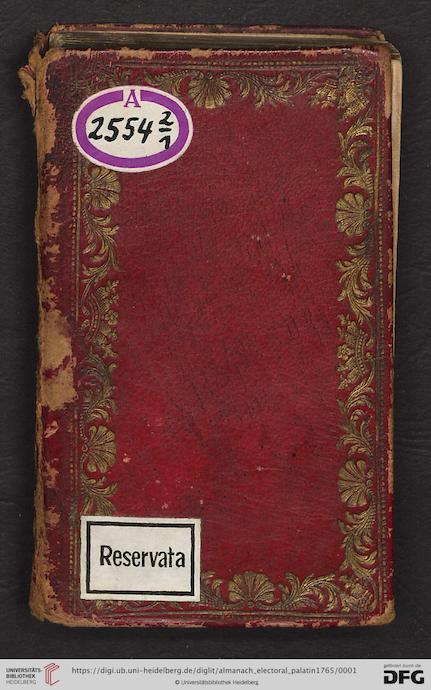 A
2554 2/1
Reservata
UNIVERSITÄTS-
BIBLIOTHEK
HEIDELBERG
https://digi.ub.uni-heidelberg.de/diglit/almanach_electoral_palatin1765/0001
© Universitätsbibliothek Heidelberg
gefördert durch die
DFG